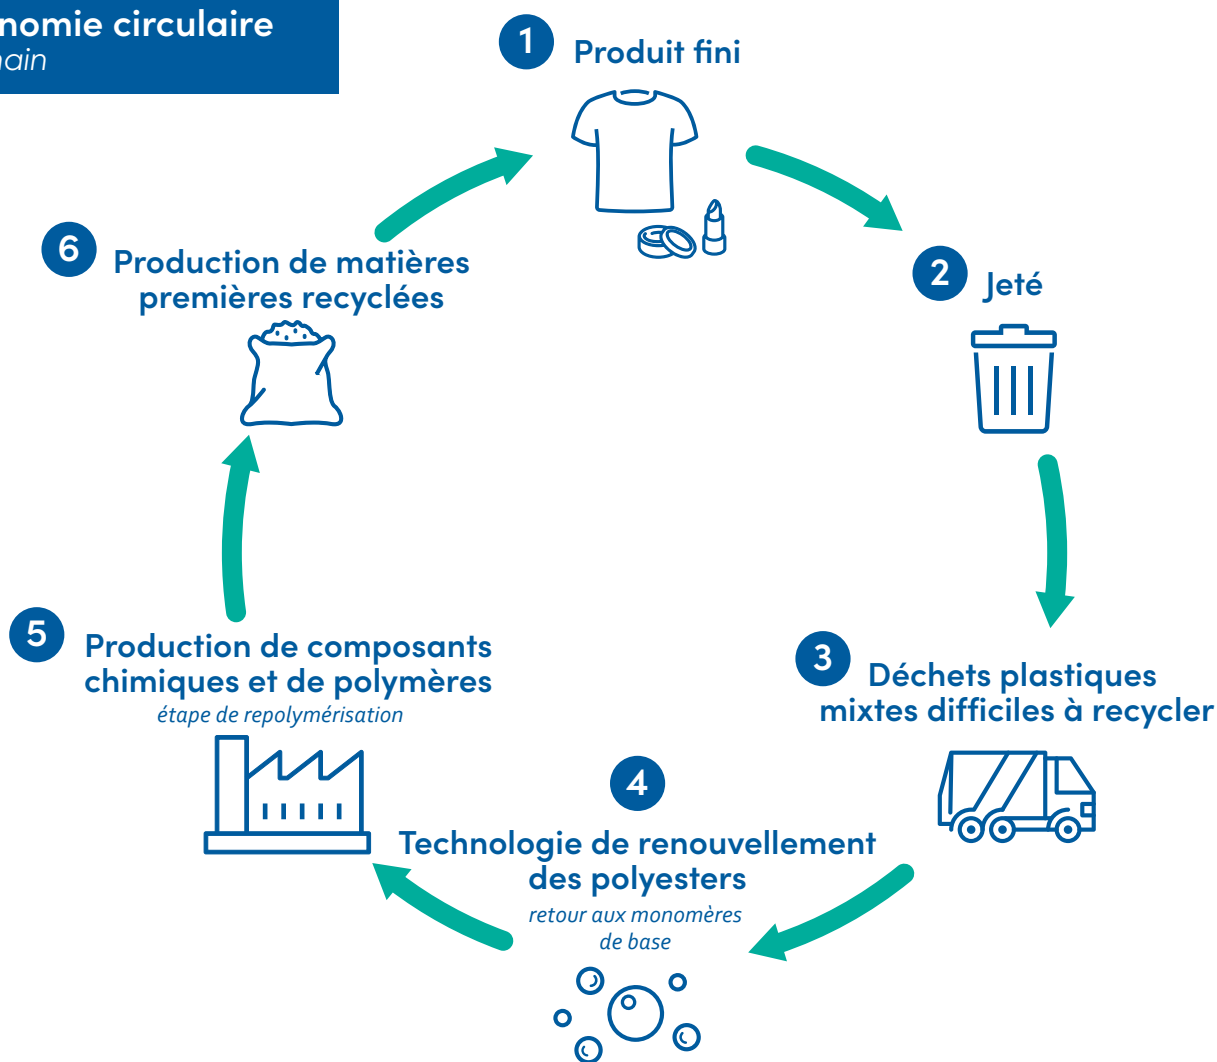 nomie circulaire
ain
1
Produit fini
2
Jeté
3
Déchets plastiques
mixtes difficiles à recycler
4
Technologie de renouvellement
des polyesters
retour aux monomères
de base
5
Production de composants
chimiques et de polymères
étape de repolymérisation
6
Production de matières
premières recyclées